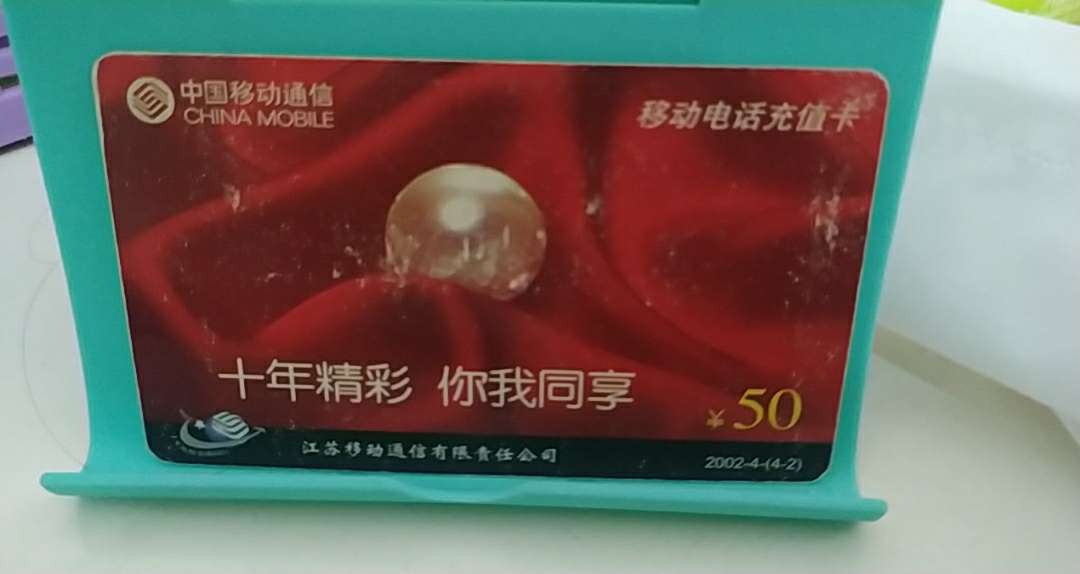 中国移动通信
CHINA MOBILE
移动电话充值卡
十年精彩 你我同享
¥50
江苏移动通信有限责任公司
2002-4-(4-2)